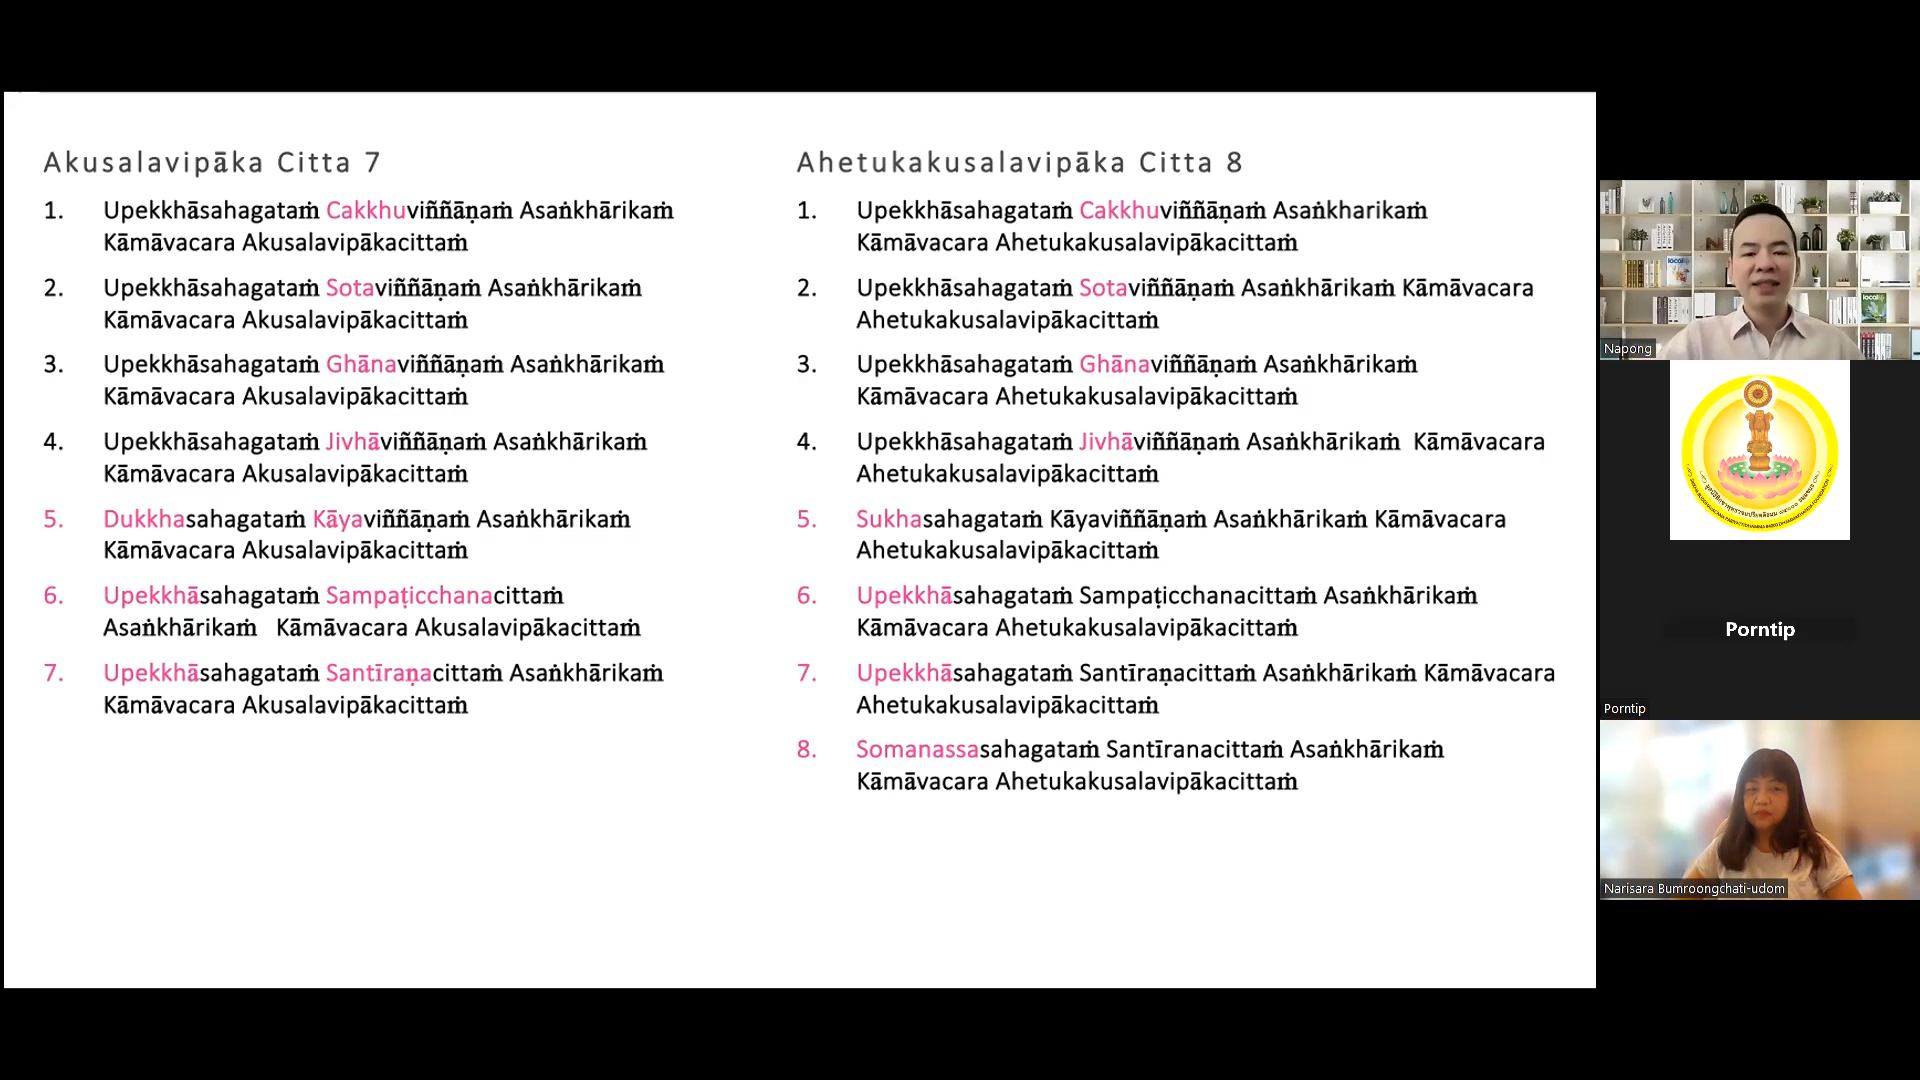 Akusalavipāka Citta 7
1. Upekkhāsahagataṁ Cakkhuviññāṇaṁ Asaṅkhārikaṁ
Kāmāvacara Akusalavipākacittaṁ
2. Upekkhāsahagataṁ Sotaviññāṇaṁ Asaṅkhārikaṁ
Kāmāvacara Akusalavipākacittaṁ
3. Upekkhāsahagataṁ Ghānaviññāṇaṁ Asaṅkhārikaṁ
Kāmāvacara Akusalavipākacittaṁ
4. Upekkhāsahagataṁ Jivhāviññāṇaṁ Asaṅkhārikaṁ
Kāmāvacara Akusalavipākacittaṁ
5. Dukkhasahagataṁ Kāyaviññāṇaṁ Asaṅkhārikaṁ
Kāmāvacara Akusalavipākacittaṁ
6. Upekkhāsahagataṁ Sampaṭicchanacittaṁ
Asaṅkhārikaṁ Kāmāvacara Akusalavipākacittaṁ
7. Upekkhāsahagataṁ Santīraṇacittaṁ Asaṅkhārikaṁ
Kāmāvacara Akusalavipākacittaṁ
Ahetukakusalavipāka Citta 8
1. Upekkhāsahagataṁ Cakkhuviññāṇaṁ Asaṅkharikaṁ
Kāmāvacara Ahetukakusalavipākacittaṁ
2. Upekkhāsahagataṁ Sotaviññāṇaṁ Asaṅkhārikaṁ Kāmāvacara
Ahetukakusalavipākacittaṁ
3. Upekkhāsahagataṁ Ghānaviññāṇaṁ Asaṅkhārikaṁ
Kāmāvacara Ahetukakusalavipākacittaṁ
4. Upekkhāsahagataṁ Jivhāviññāṇaṁ Asaṅkhārikaṁ Kāmāvacara
Ahetukakusalavipākacittaṁ
5. Sukhasahagataṁ Kāyaviññāṇaṁ Asaṅkhārikaṁ Kāmāvacara
Ahetukakusalavipākacittaṁ
6. Upekkhāsahagataṁ Sampaṭicchanacittaṁ Asaṅkhārikaṁ
Kāmāvacara Ahetukakusalavipākacittaṁ
7. Upekkhāsahagataṁ Santīraṇacittaṁ Asaṅkhārikaṁ Kāmāvacara
Ahetukakusalavipākacittaṁ
8. Somanassasahagataṁ Santīranacittaṁ Asaṅkhārikaṁ
Kāmāvacara Ahetukakusalavipākacittaṁ
local
local
Napong
Porntip
Porntip
Narisara Bumroongchati-udom